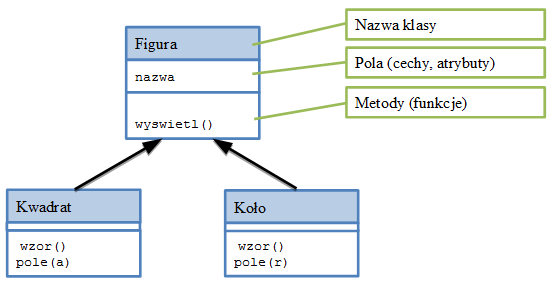 Figura
Nazwa klasy
nazwa
Pola (cechy, atrybuty)
wyswietl()
Metody (funkcje)
Kwadrat
wzor()
pole(a)
Koło
wzor()
pole(r)